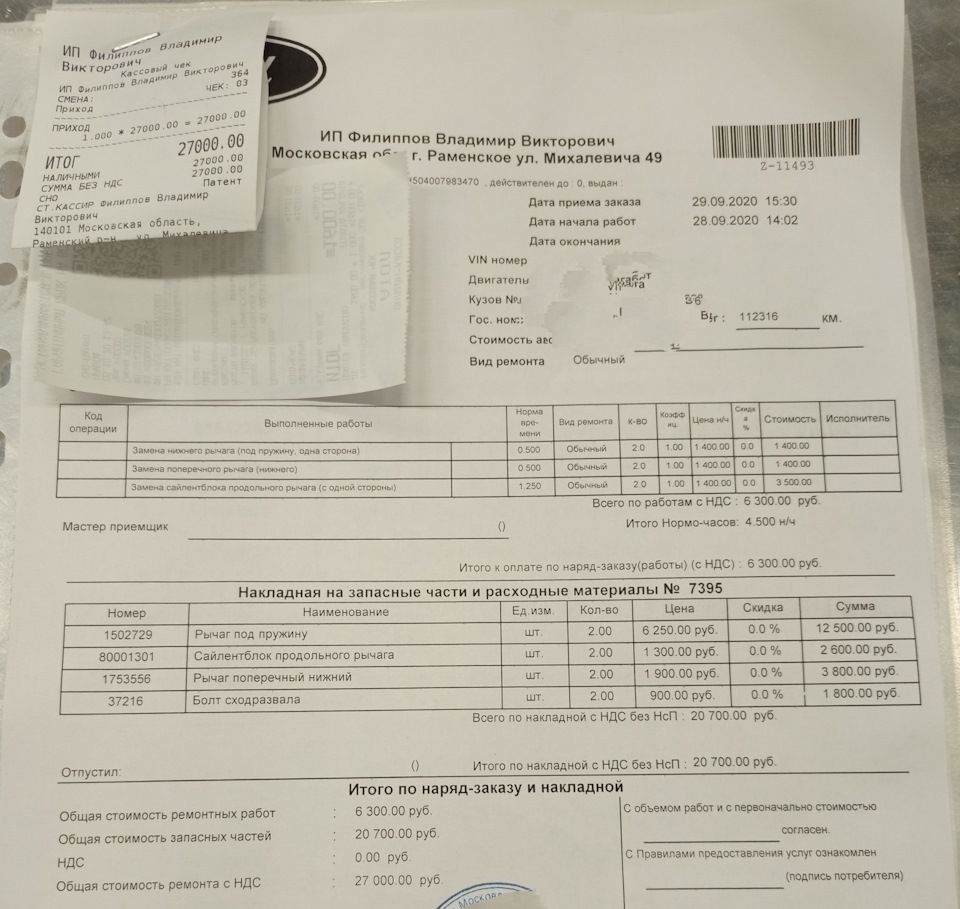 ИП Филиппов Владимир
Викторович
Кассовый чек
ИП Филиппов Владимир Викторович
СМЕНА: 364
Приход ЧЕК: 03
ПРИХОД
1.000 * 27000.00 = 27000.00
ИТОГ 27000.00
НАЛИЧНЫМИ 27000.00
СУММА БЕЗ НДС 27000.00
СНО Патент
СТ.КАССИР Филиппов Владимир
Викторович
140101 Московская область,
Раменский р-н, ул. Михалевича
ИП Филиппов Владимир Викторович
Московская г. Раменское ул. Михалевича 49
504007983470 , действителен до : 0, выдан :
Z-11493
Дата приема заказа 29.09.2020 15:30
Дата начала работ 28.09.2020 14:02
Дата окончания
VIN номер
Двигатель
Кузов №
Гос. ном
112316 КМ.
Стоимость
Вид ремонта Обычный
Код операции Выполненные работы Норма вре- мени Вид ремонта К-ВО Коэфф иц. Цена н/ч Скидк а % Стоимость Исполнитель
Замена нижнего рычага (под пружину, одна сторона) 0.500 Обычный 2.0 1.00 1 400.00 0.0 1 400.00
Замена поперечного рычага (нижнего) 0.500 Обычный 2.0 1.00 1 400.00 0.0 1 400.00
Замена сайлентблока продольного рычага (с одной стороны) 1.250 Обычный 2.0 1.00 1 400.00 0.0 3 500.00
Всего по работам с НДС : 6 300.00 руб.
Мастер приемщик () Итого Нормо-часов: 4.500 н/ч
Итого к оплате по наряд-заказу(работы) (с НДС) : 6 300.00 руб.
Накладная на запасные части и расходные материалы № 7395
Номер Наименование Ед.изм. Кол-во Цена Скидка Сумма
1502729 Рычаг под пружину шт. 2.00 6 250.00 руб. 0.0 % 12 500.00 руб.
80001301 Сайлентблок продольного рычага шт. 2.00 1 300.00 руб. 0.0 % 2 600.00 руб.
1753556 Рычаг поперечный нижний шт. 2.00 1 900.00 руб. 0.0 % 3 800.00 руб.
37216 Болт сходразвала шт. 2.00 900.00 руб. 0.0 % 1 800.00 руб.
Всего по накладной с НДС без НсП : 20 700.00 руб.
Отпустил: () Итого по накладной с НДС без НсП : 20 700.00 руб.
Итого по наряд-заказу и накладной
Общая стоимость ремонтных работ : 6 300.00 руб.
Общая стоимость запасных частей : 20 700.00 руб.
НДС : 0.00 руб.
Общая стоимость ремонта с НДС : 27 000.00 руб.
С объемом работ и с первоначально стоимостью
согласен.
С Правилами предоставления услуг ознакомлен
(подпись потребителя)